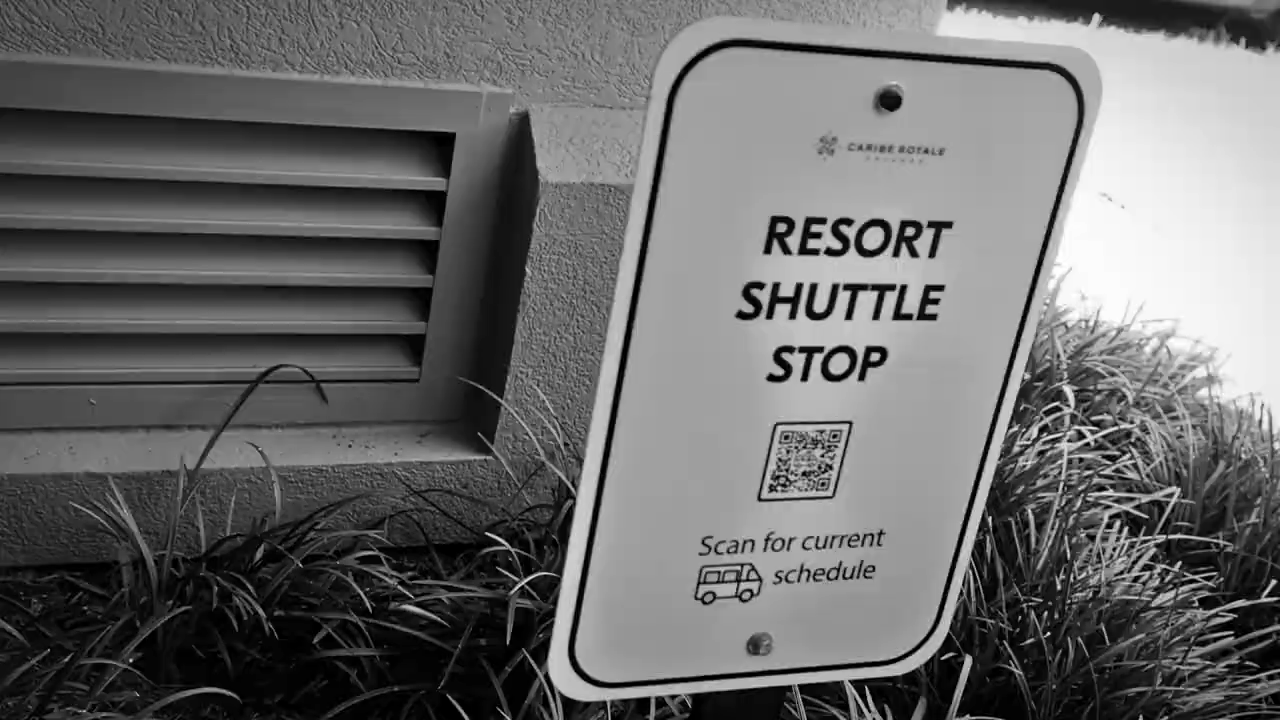 CARIBE ROYALE
RESORT
SHUTTLE
STOP
Scan for current
schedule